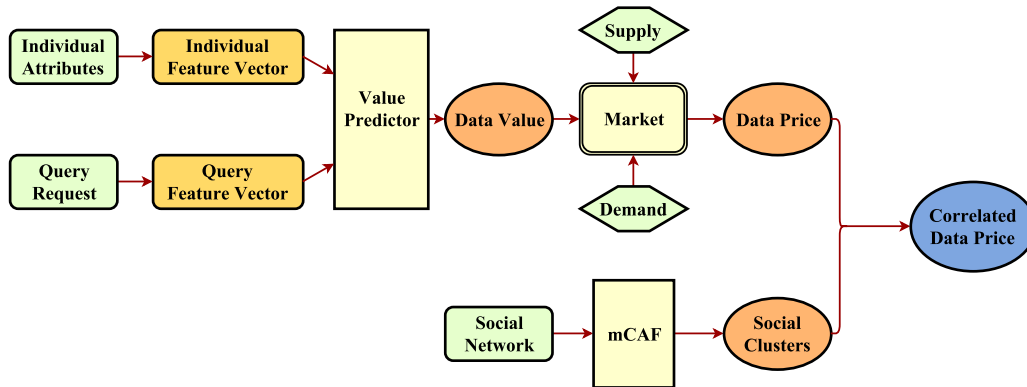 Individual
Attributes
Individual
Feature Vector
Query
Request
Query
Feature Vector
Value
Predictor
Data Value
Supply
Market
Demand
Data Price
Social
Network
mCAF
Social
Clusters
Correlated
Data Price